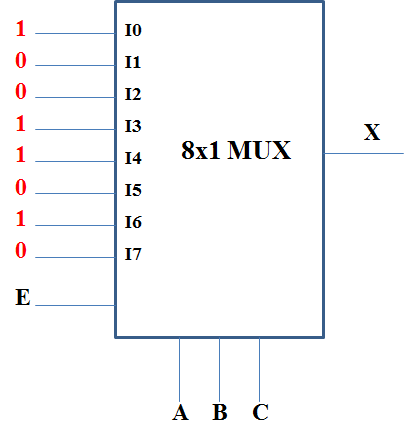 1 I0
0 I1
0 I2
1 I3
1 I4
0 I5
1 I6
0 I7
8x1 MUX
X
E
A B C